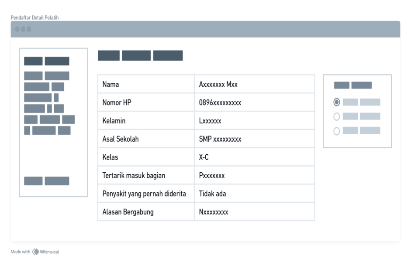 Pendaftar Detail Pelatih
Nama Axxxxxxx Mxx
Nomor HP 0896xxxxxxxxx
Kelamin Lxxxxxx
Asal Sekolah SMP xxxxxxxxx
Kelas X-C
Tertarik masuk bagian Pxxxxxxx
Penyakit yang pernah diderita Tidak ada
Alasan Bergabung Nxxxxxxxx
Made with Whimsical